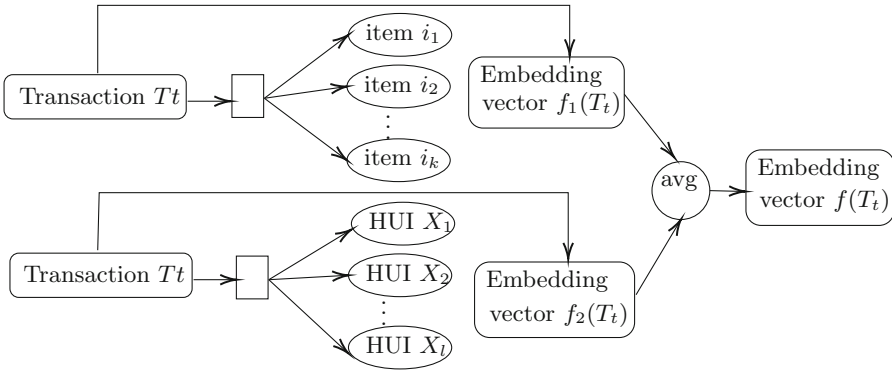 item i₁
Transaction Tt
item i₂
⋮
item iₖ
Embedding
vector f₁(Tₜ)
avg
Embedding
vector f(Tₜ)
HUI X₁
Transaction Tt
HUI X₂
⋮
HUI Xₗ
Embedding
vector f₂(Tₜ)